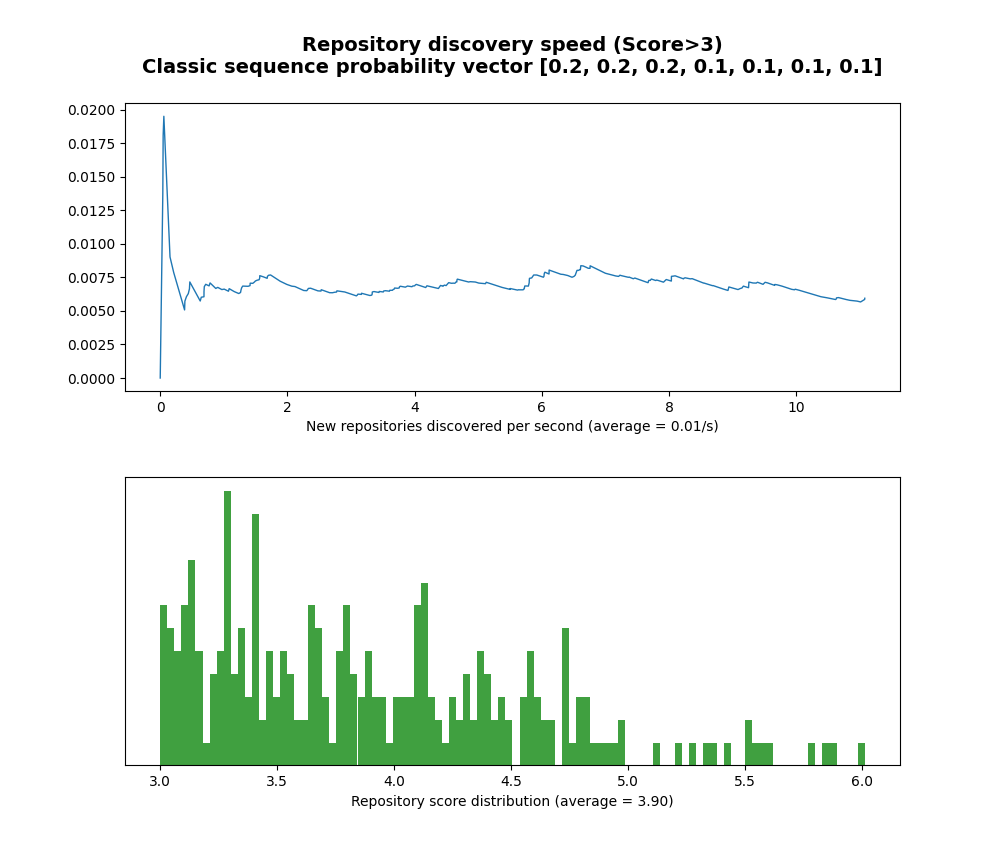 Repository discovery speed (Score>3)
Classic sequence probability vector [0.2, 0.2, 0.2, 0.1, 0.1, 0.1, 0.1]
0.0200
0.0175
0.0150
0.0125
0.0100
0.0075
0.0050
0.0025
0.0000
0 2 4 6 8 10
New repositories discovered per second (average = 0.01/s)
3.0 3.5 4.0 4.5 5.0 5.5 6.0
Repository score distribution (average = 3.90)